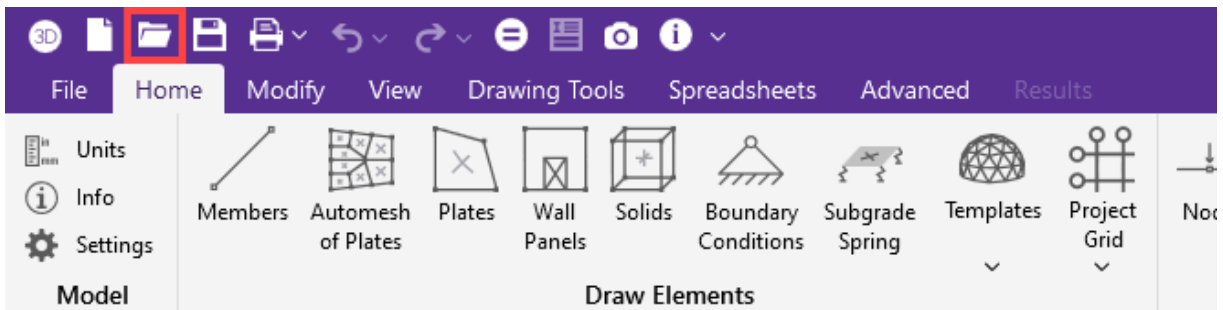 3D
File Home Modify View Drawing Tools Spreadsheets Advanced Results
Units
Info
Settings
Model
Members
Automesh
of Plates
Plates
Wall
Panels
Solids
Boundary
Conditions
Subgrade
Spring
Templates
Project
Grid
Draw Elements